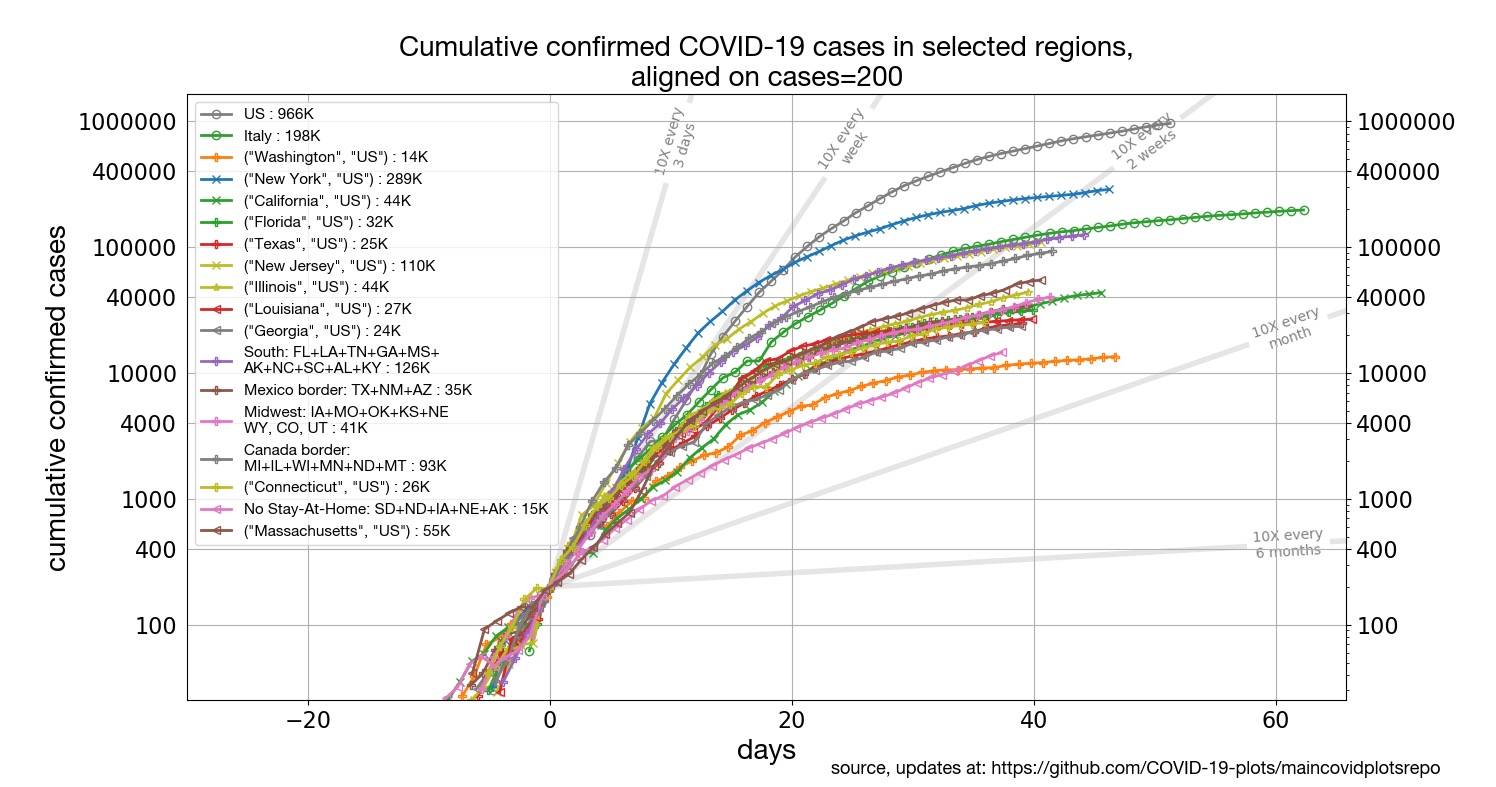 Cumulative confirmed COVID-19 cases in selected regions,
aligned on cases=200
cumulative confirmed cases
1000000
400000
100000
40000
10000
4000
1000
400
100
US : 966K
Italy : 198K
("Washington", "US") : 14K
("New York", "US") : 289K
("California", "US") : 44K
("Florida", "US") : 32K
("Texas", "US") : 25K
("New Jersey", "US") : 110K
("Illinois", "US") : 44K
("Louisiana", "US") : 27K
("Georgia", "US") : 24K
South: FL+LA+TN+GA+MS+
AK+NC+SC+AL+KY : 126K
Mexico border: TX+NM+AZ : 35K
Midwest: IA+MO+OK+KS+NE
WY, CO, UT : 41K
Canada border:
MI+IL+WI+MN+ND+MT : 93K
("Connecticut", "US") : 26K
No Stay-At-Home: SD+ND+IA+NE+AK : 15K
("Massachusetts", "US") : 55K
10X every
3 days
10X every
week
10X every
2 weeks
10X every
month
10X every
6 months
1000000
400000
100000
40000
10000
4000
1000
400
100
−20
0
20
40
60
days
source, updates at: https://github.com/COVID-19-plots/maincovidplotsrepo